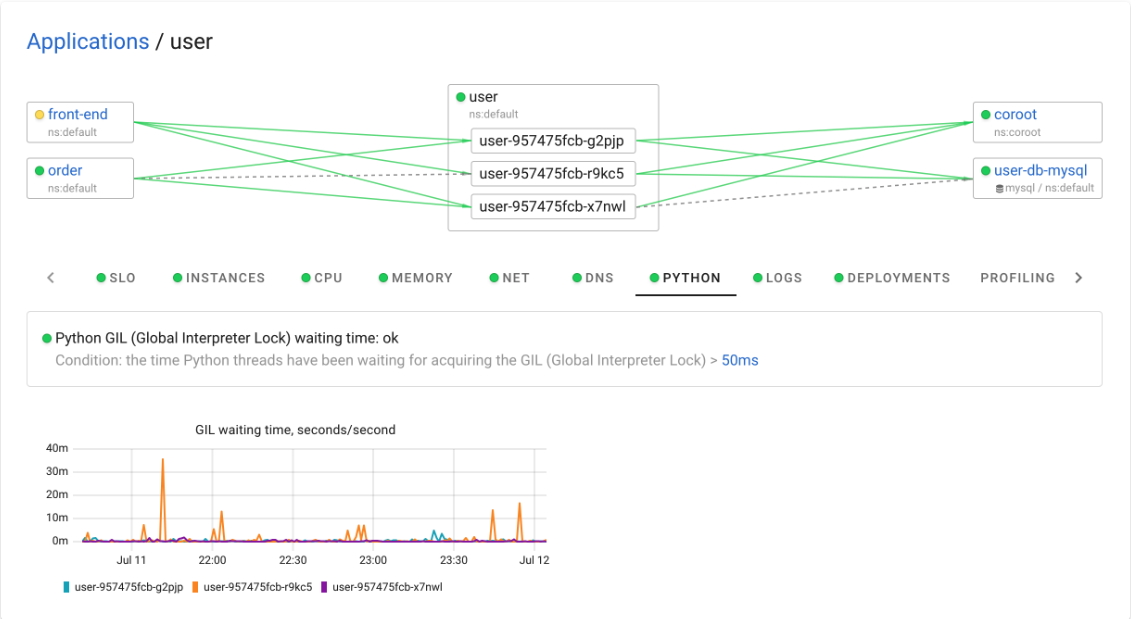 Applications / user
front-end
ns:default
order
ns:default
user
ns:default
user-957475fcb-g2pjp
user-957475fcb-r9kc5
user-957475fcb-x7nwl
coroot
ns:coroot
user-db-mysql
mysql / ns:default
SLO INSTANCES CPU MEMORY NET DNS PYTHON LOGS DEPLOYMENTS PROFILING
Python GIL (Global Interpreter Lock) waiting time: ok
Condition: the time Python threads have been waiting for acquiring the GIL (Global Interpreter Lock) > 50ms
GIL waiting time, seconds/second
40m
30m
20m
10m
0m
Jul 11 22:00 22:30 23:00 23:30 Jul 12
user-957475fcb-g2pjp user-957475fcb-r9kc5 user-957475fcb-x7nwl